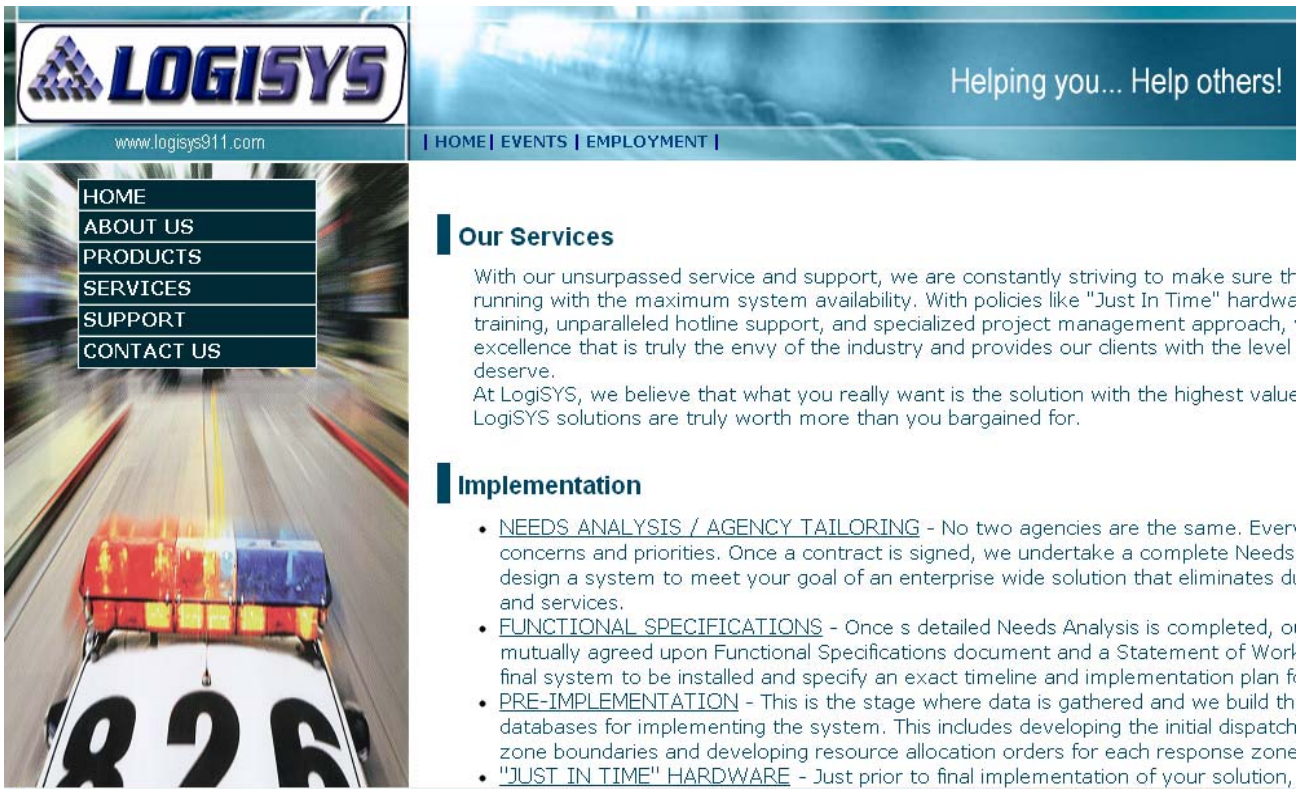 LOGISYS
Helping you... Help others!
www.logisys911.com
| HOME | EVENTS | EMPLOYMENT |
HOME
ABOUT US
PRODUCTS
SERVICES
SUPPORT
CONTACT US
Our Services
With our unsurpassed service and support, we are constantly striving to make sure th
running with the maximum system availability. With policies like "Just In Time" hardwa
training, unparalleled hotline support, and specialized project management approach,
excellence that is truly the envy of the industry and provides our clients with the level
deserve.
At LogiSYS, we believe that what you really want is the solution with the highest value
LogiSYS solutions are truly worth more than you bargained for.
Implementation
• NEEDS ANALYSIS / AGENCY TAILORING - No two agencies are the same. Every
concerns and priorities. Once a contract is signed, we undertake a complete Needs
design a system to meet your goal of an enterprise wide solution that eliminates du
and services.
• FUNCTIONAL SPECIFICATIONS - Once s detailed Needs Analysis is completed, ou
mutually agreed upon Functional Specifications document and a Statement of Work
final system to be installed and specify an exact timeline and implementation plan fo
• PRE-IMPLEMENTATION - This is the stage where data is gathered and we build th
databases for implementing the system. This includes developing the initial dispatch
zone boundaries and developing resource allocation orders for each response zone
• "JUST IN TIME" HARDWARE - Just prior to final implementation of your solution,
826